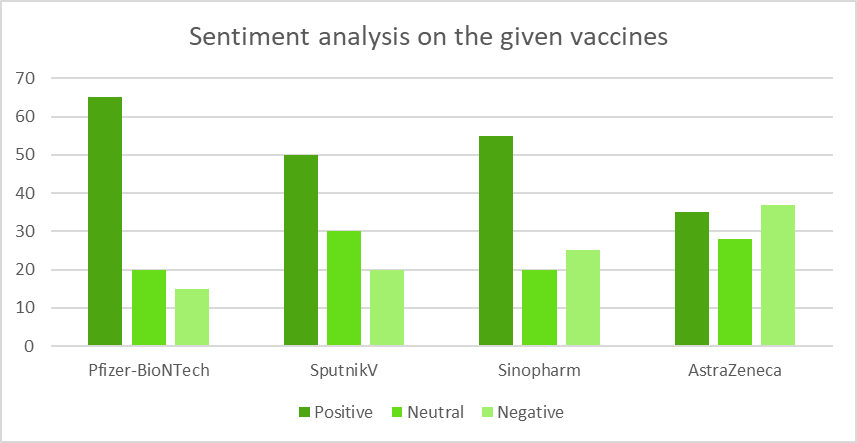 Sentiment analysis on the given vaccines
70
60
50
40
30
20
10
0
Pfizer-BioNTech SputnikV Sinopharm AstraZeneca
Positive Neutral Negative